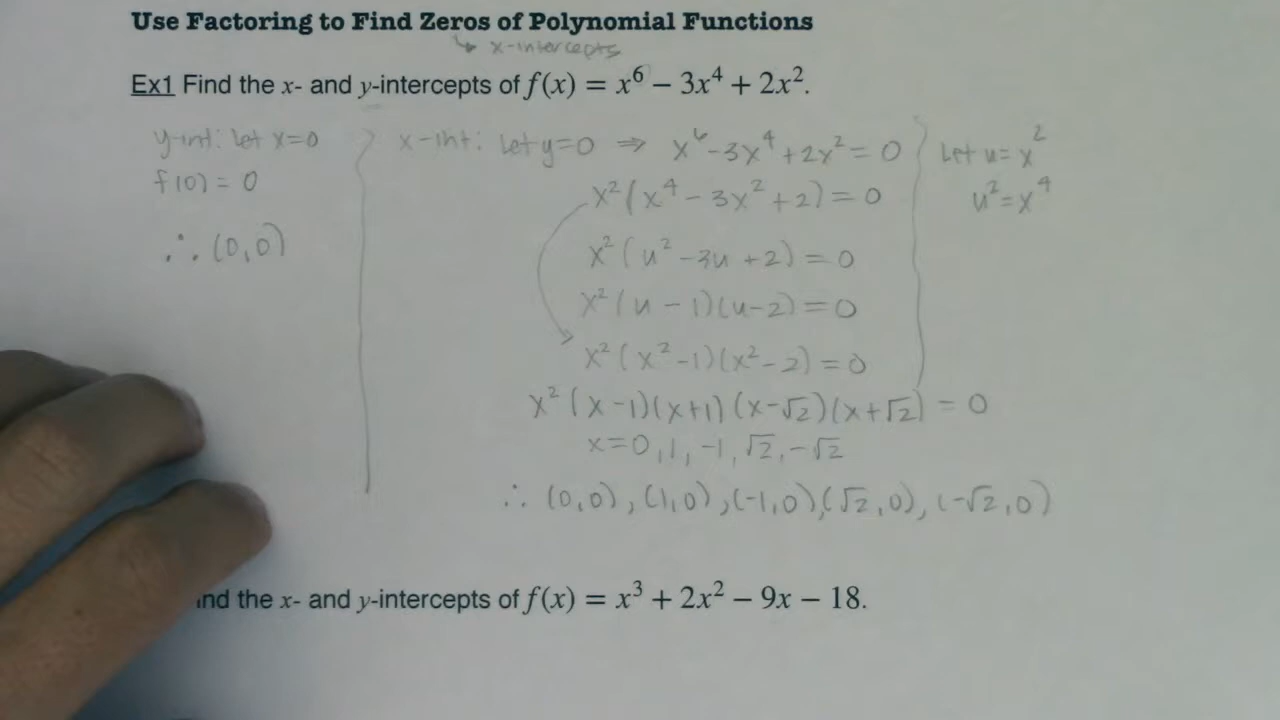 Use Factoring to Find Zeros of Polynomial Functions
↳ x-intercepts
Ex1 Find the x- and y-intercepts of f(x) = x⁶ − 3x⁴ + 2x².
y-int: let x=0
f(0) = 0
∴ (0,0)
x-int: Let y=0 ⇒ x⁶-3x⁴+2x²=0
x²(x⁴-3x²+2)=0
x²(u²-3u+2)=0
x²(u-1)(u-2)=0
x²(x²-1)(x²-2)=0
x²(x-1)(x+1)(x-√2)(x+√2)=0
x=0,1,-1,√2,-√2
∴ (0,0),(1,0),(-1,0),(√2,0),(-√2,0)
Let u=x²
u²=x⁴
ind the x- and y-intercepts of f(x) = x³ + 2x² − 9x − 18.